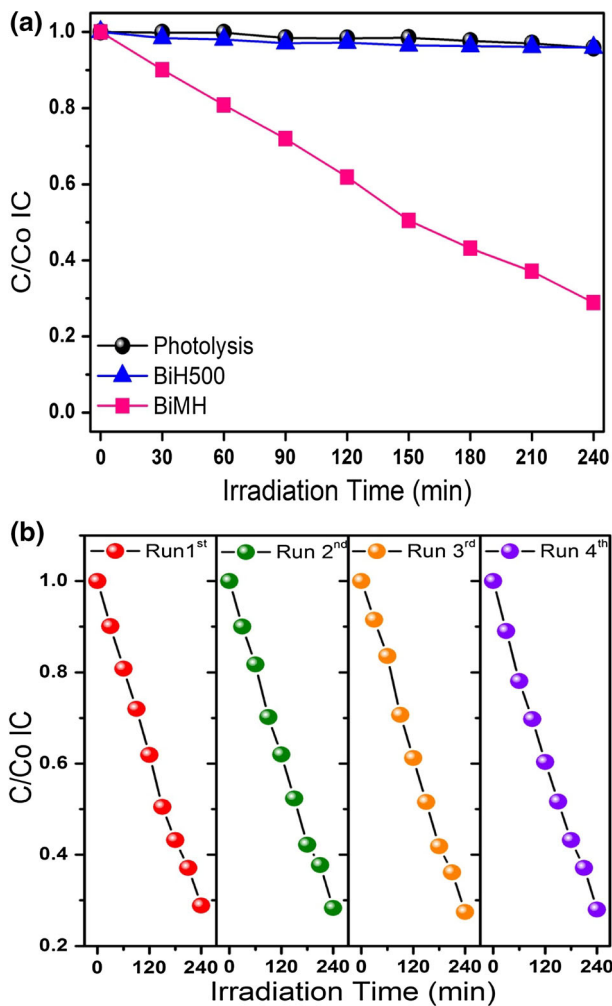 (a)
1.0
0.8
0.6
0.4
0.2
0.0
C/Co IC
Photolysis
BiH500
BiMH
0 30 60 90 120 150 180 210 240
Irradiation Time (min)
(b)
Run1st Run 2nd Run 3rd Run 4th
1.0
0.8
0.6
0.4
0.2
C/Co IC
0 120 240 0 120 240 0 120 240 0 120 240
Irradiation Time (min)